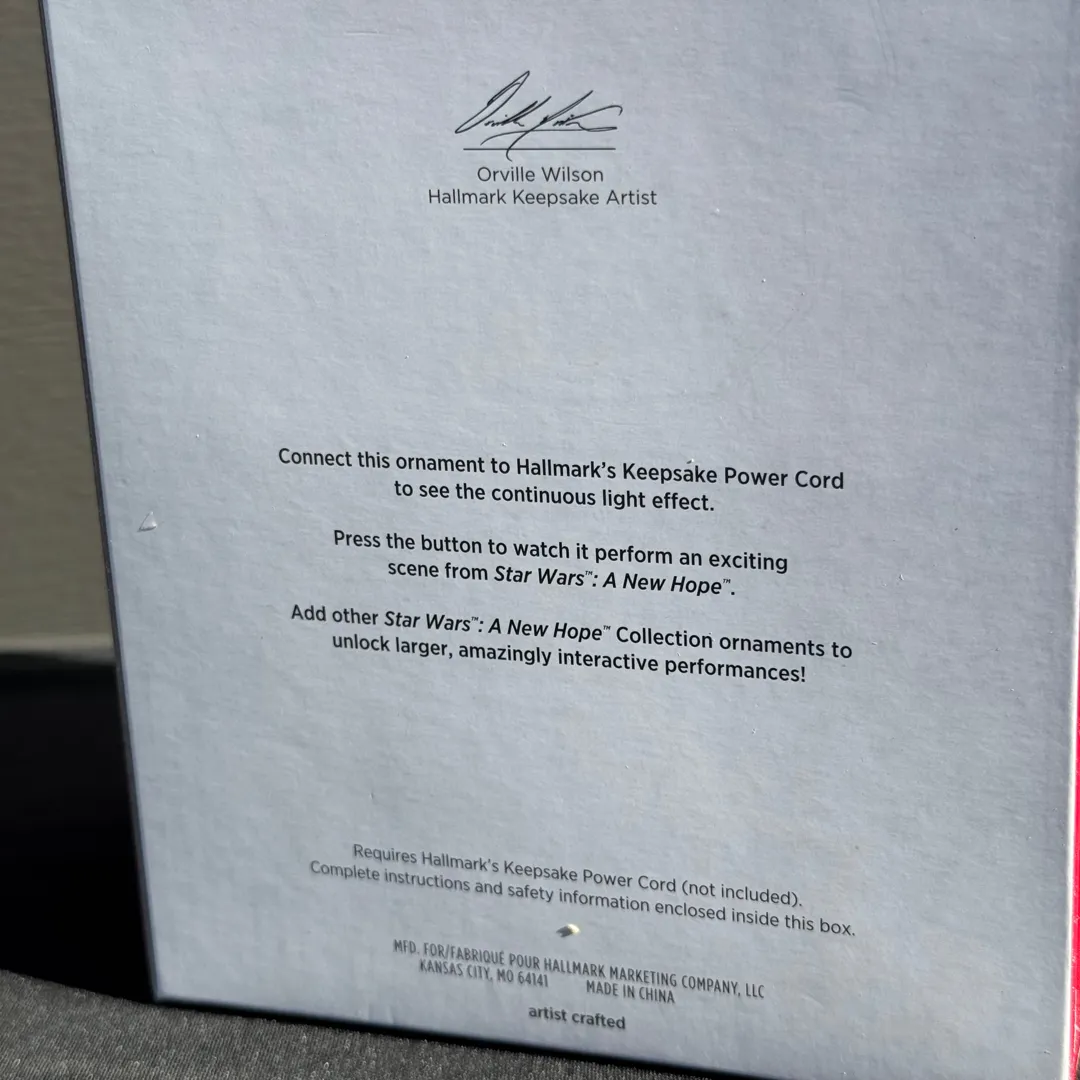 Orville Wilson
Hallmark Keepsake Artist
Connect this ornament to Hallmark's Keepsake Power Cord
to see the continuous light effect.
Press the button to watch it perform an exciting
scene from Star Wars™: A New Hope™.
Add other Star Wars™: A New Hope™ Collection ornaments to
unlock larger, amazingly interactive performances!
Requires Hallmark's Keepsake Power Cord (not included).
Complete instructions and safety information enclosed inside this box.
MFD. FOR/FABRIQUÉ POUR HALLMARK MARKETING COMPANY, LLC
KANSAS CITY, MO 64141 MADE IN CHINA
artist crafted